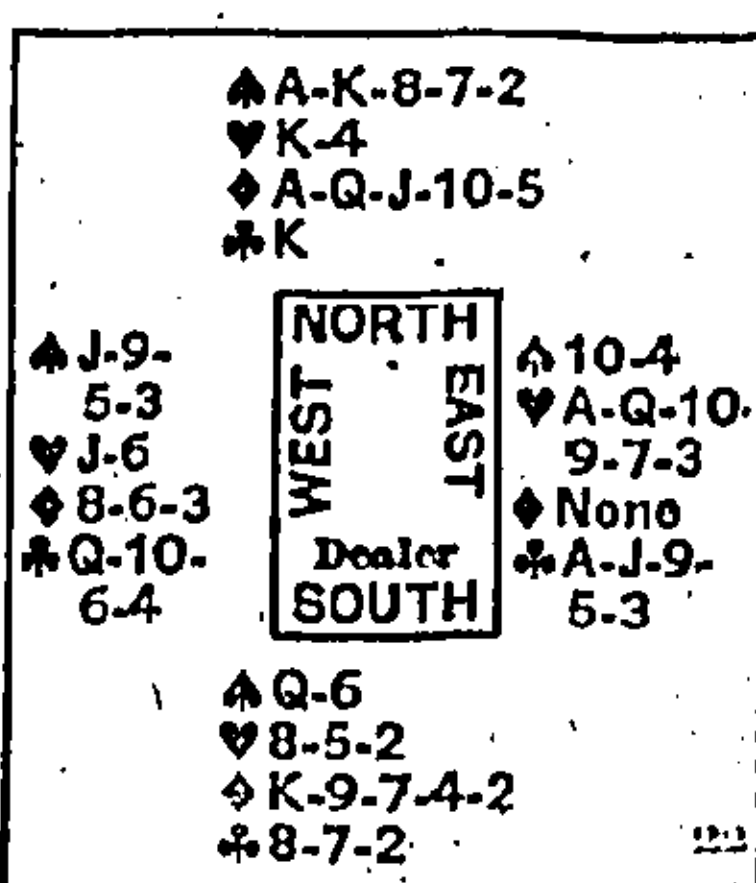 ♠ A-K-8-7-2
♥ K-4
♦ A-Q-J-10-5
♣ K
NORTH
♠ J-9-
5-3
♥ J-6
♦ 8-6-3
♣ Q-10-
6-4
WEST
EAST
♠ 10-4
♥ A-Q-10-
9-7-3
♦ None
♣ A-J-9-
5-3
Dealer
SOUTH
♠ Q-6
♥ 8-5-2
♦ K-9-7-4-2
♣ 8-7-2